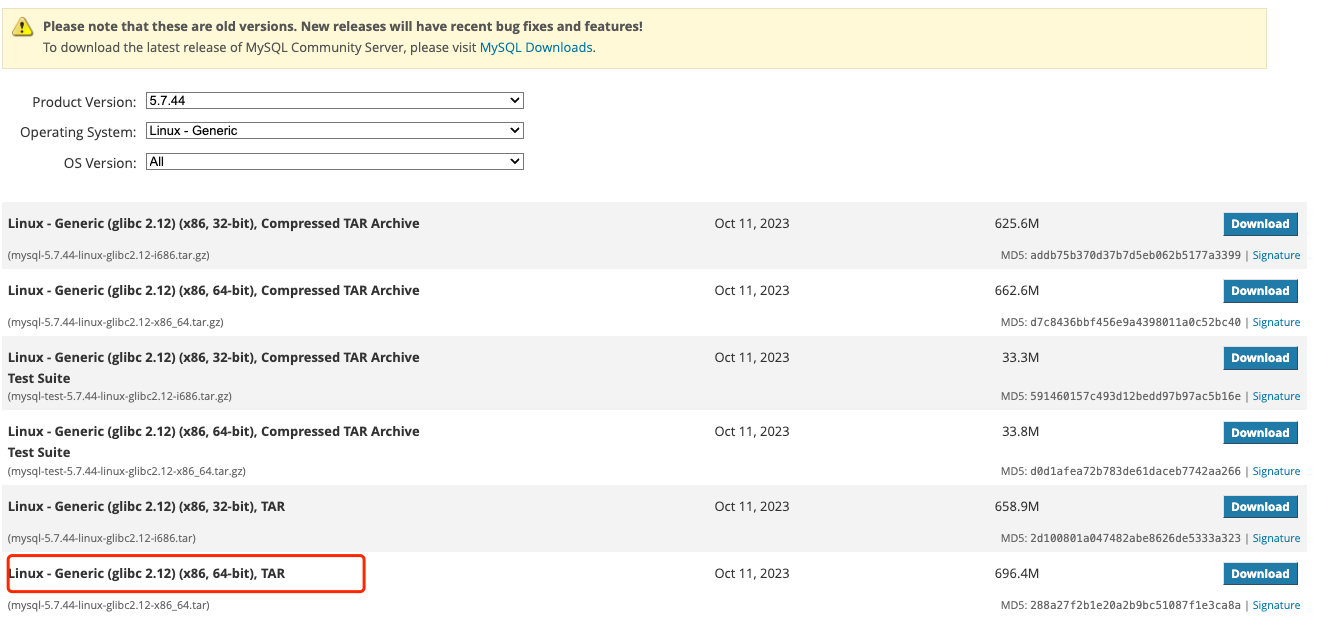 Please note that these are old versions. New releases will have recent bug fixes and features!
To download the latest release of MySQL Community Server, please visit MySQL Downloads.
Product Version: 5.7.44
Operating System: Linux - Generic
OS Version: All
Linux - Generic (glibc 2.12) (x86, 32-bit), Compressed TAR Archive Oct 11, 2023 625.6M Download
(mysql-5.7.44-linux-glibc2.12-i686.tar.gz) MD5: addb75b370d37b7d5eb062b5177a3399 | Signature
Linux - Generic (glibc 2.12) (x86, 64-bit), Compressed TAR Archive Oct 11, 2023 662.6M Download
(mysql-5.7.44-linux-glibc2.12-x86_64.tar.gz) MD5: d7c8436bbf456e9a4398011a0c52bc40 | Signature
Linux - Generic (glibc 2.12) (x86, 32-bit), Compressed TAR Archive Oct 11, 2023 33.3M Download
Test Suite
(mysql-test-5.7.44-linux-glibc2.12-i686.tar.gz) MD5: 591460157c493d12bedd97b97ac5b16e | Signature
Linux - Generic (glibc 2.12) (x86, 64-bit), Compressed TAR Archive Oct 11, 2023 33.8M Download
Test Suite
(mysql-test-5.7.44-linux-glibc2.12-x86_64.tar.gz) MD5: d0d1afea72b783de61daceb7742aa266 | Signature
Linux - Generic (glibc 2.12) (x86, 32-bit), TAR Oct 11, 2023 658.9M Download
(mysql-5.7.44-linux-glibc2.12-i686.tar) MD5: 2d100801a047482abe8626de5333a323 | Signature
Linux - Generic (glibc 2.12) (x86, 64-bit), TAR Oct 11, 2023 696.4M Download
(mysql-5.7.44-linux-glibc2.12-x86_64.tar) MD5: 288a27f2b1e20a2b9bc51087f1e3ca8a | Signature